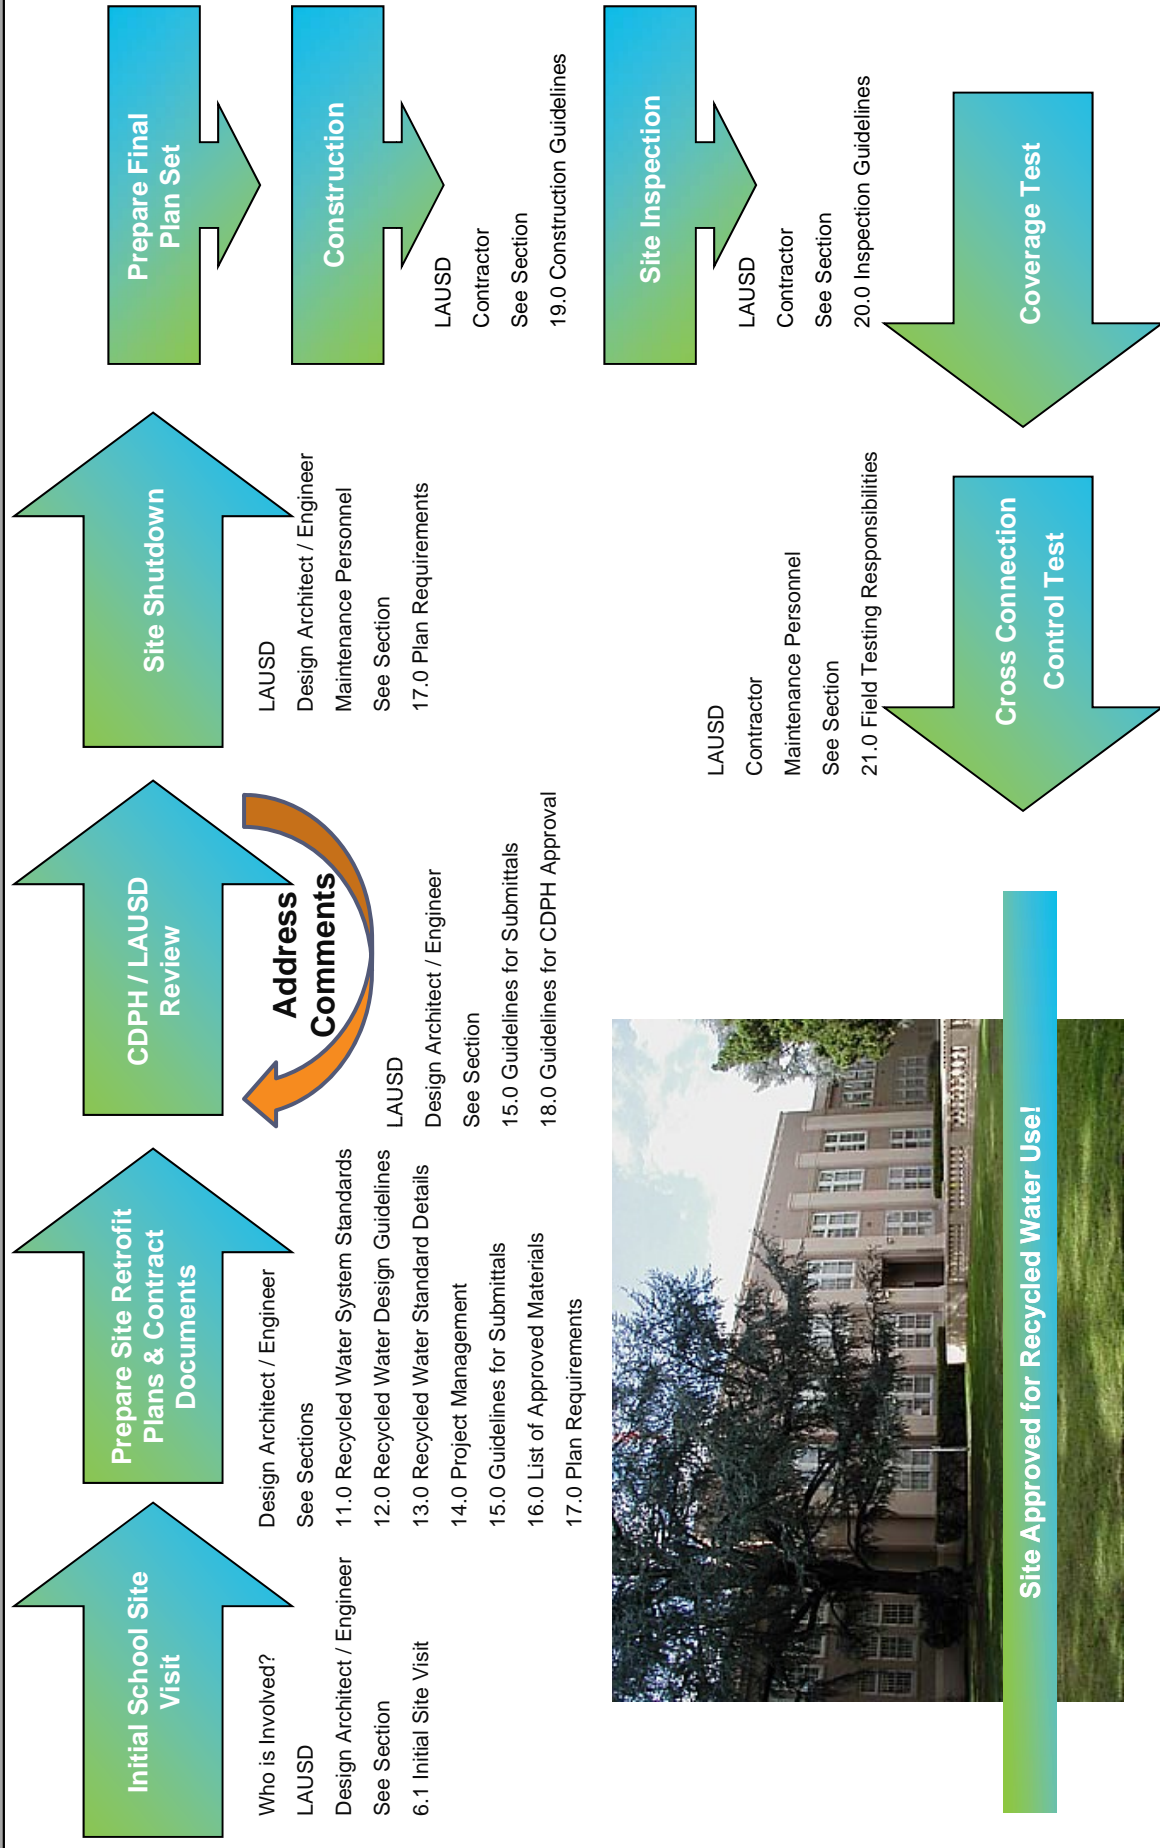 Initial School Site
Visit
Who is Involved?
LAUSD
Design Architect / Engineer
See Section
6.1 Initial Site Visit
Prepare Site Retrofit
Plans & Contract
Documents
Design Architect / Engineer
See Sections
11.0 Recycled Water System Standards
12.0 Recycled Water Design Guidelines
13.0 Recycled Water Standard Details
14.0 Project Management
15.0 Guidelines for Submittals
16.0 List of Approved Materials
17.0 Plan Requirements
CDPH / LAUSD
Review
Address
Comments
LAUSD
Design Architect / Engineer
See Section
15.0 Guidelines for Submittals
18.0 Guidelines for CDPH Approval
Site Shutdown
LAUSD
Design Architect / Engineer
Maintenance Personnel
See Section
17.0 Plan Requirements
Prepare Final
Plan Set
Construction
LAUSD
Contractor
See Section
19.0 Construction Guidelines
Site Inspection
LAUSD
Contractor
See Section
20.0 Inspection Guidelines
Coverage Test
Cross Connection
Control Test
LAUSD
Contractor
Maintenance Personnel
See Section
21.0 Field Testing Responsibilities
Site Approved for Recycled Water Use!